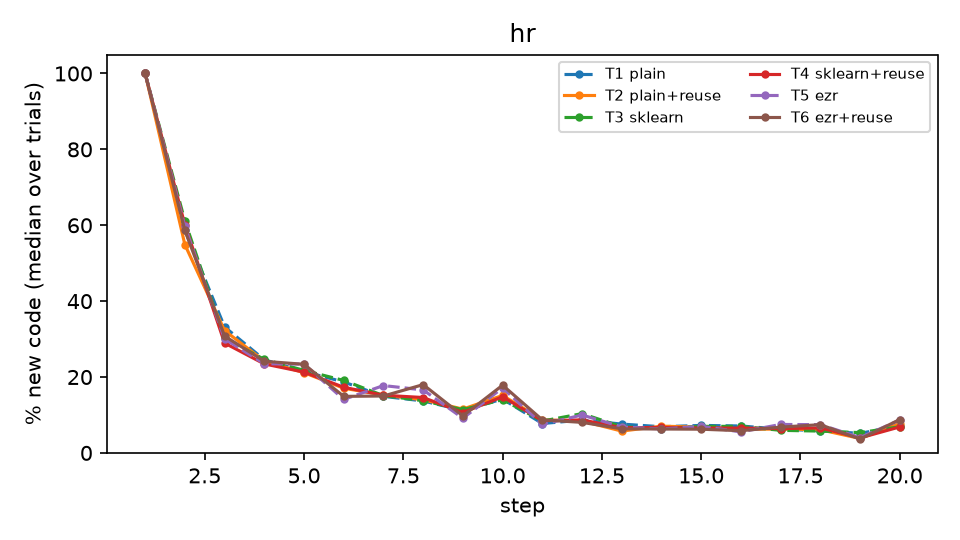 hr
% new code (median over trials)
100
80
60
40
20
0
T1 plain
T2 plain+reuse
T3 sklearn
T4 sklearn+reuse
T5 ezr
T6 ezr+reuse
2.5 5.0 7.5 10.0 12.5 15.0 17.5 20.0
step